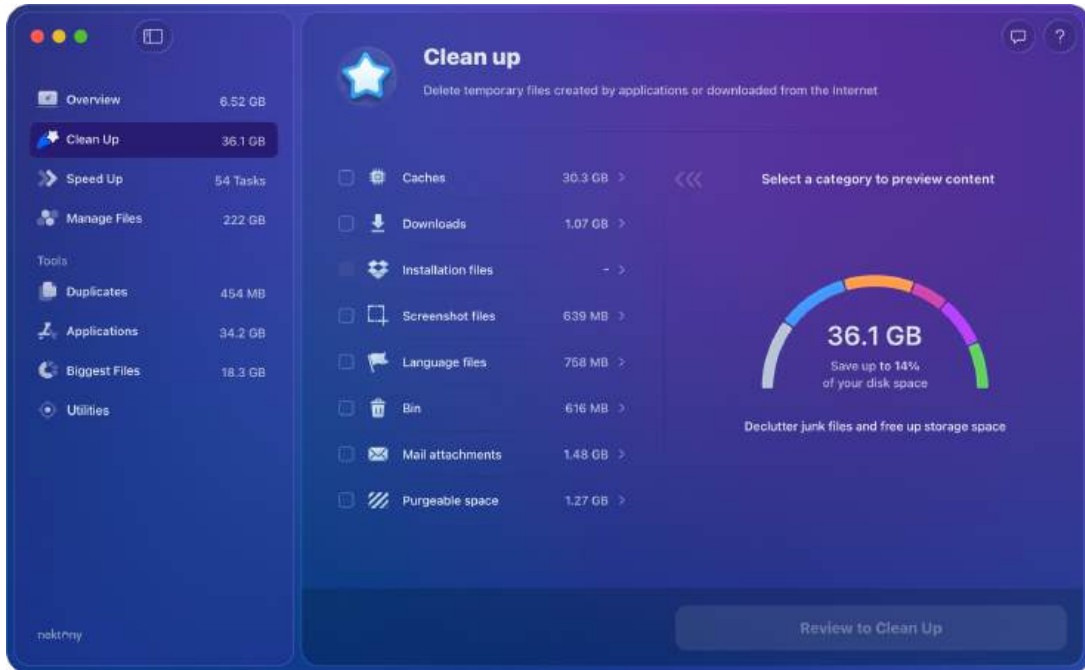 Overview 6.52 GB
Clean Up 36.1 GB
Speed Up 54 Tasks
Manage Files 222 GB
Tools
Duplicates 454 MB
Applications 34.2 GB
Biggest Files 18.3 GB
Utilities
nektony
Clean up
Delete temporary files created by applications or downloaded from the Internet
?
Caches 30.3 GB >
Downloads 1.07 GB >
Installation files - >
Screenshot files 639 MB >
Language files 758 MB >
Bin 616 MB >
Mail attachments 1.48 GB >
Purgeable space 1.27 GB >
Select a category to preview content
36.1 GB
Save up to 14%
of your disk space
Declutter junk files and free up storage space
Review to Clean Up